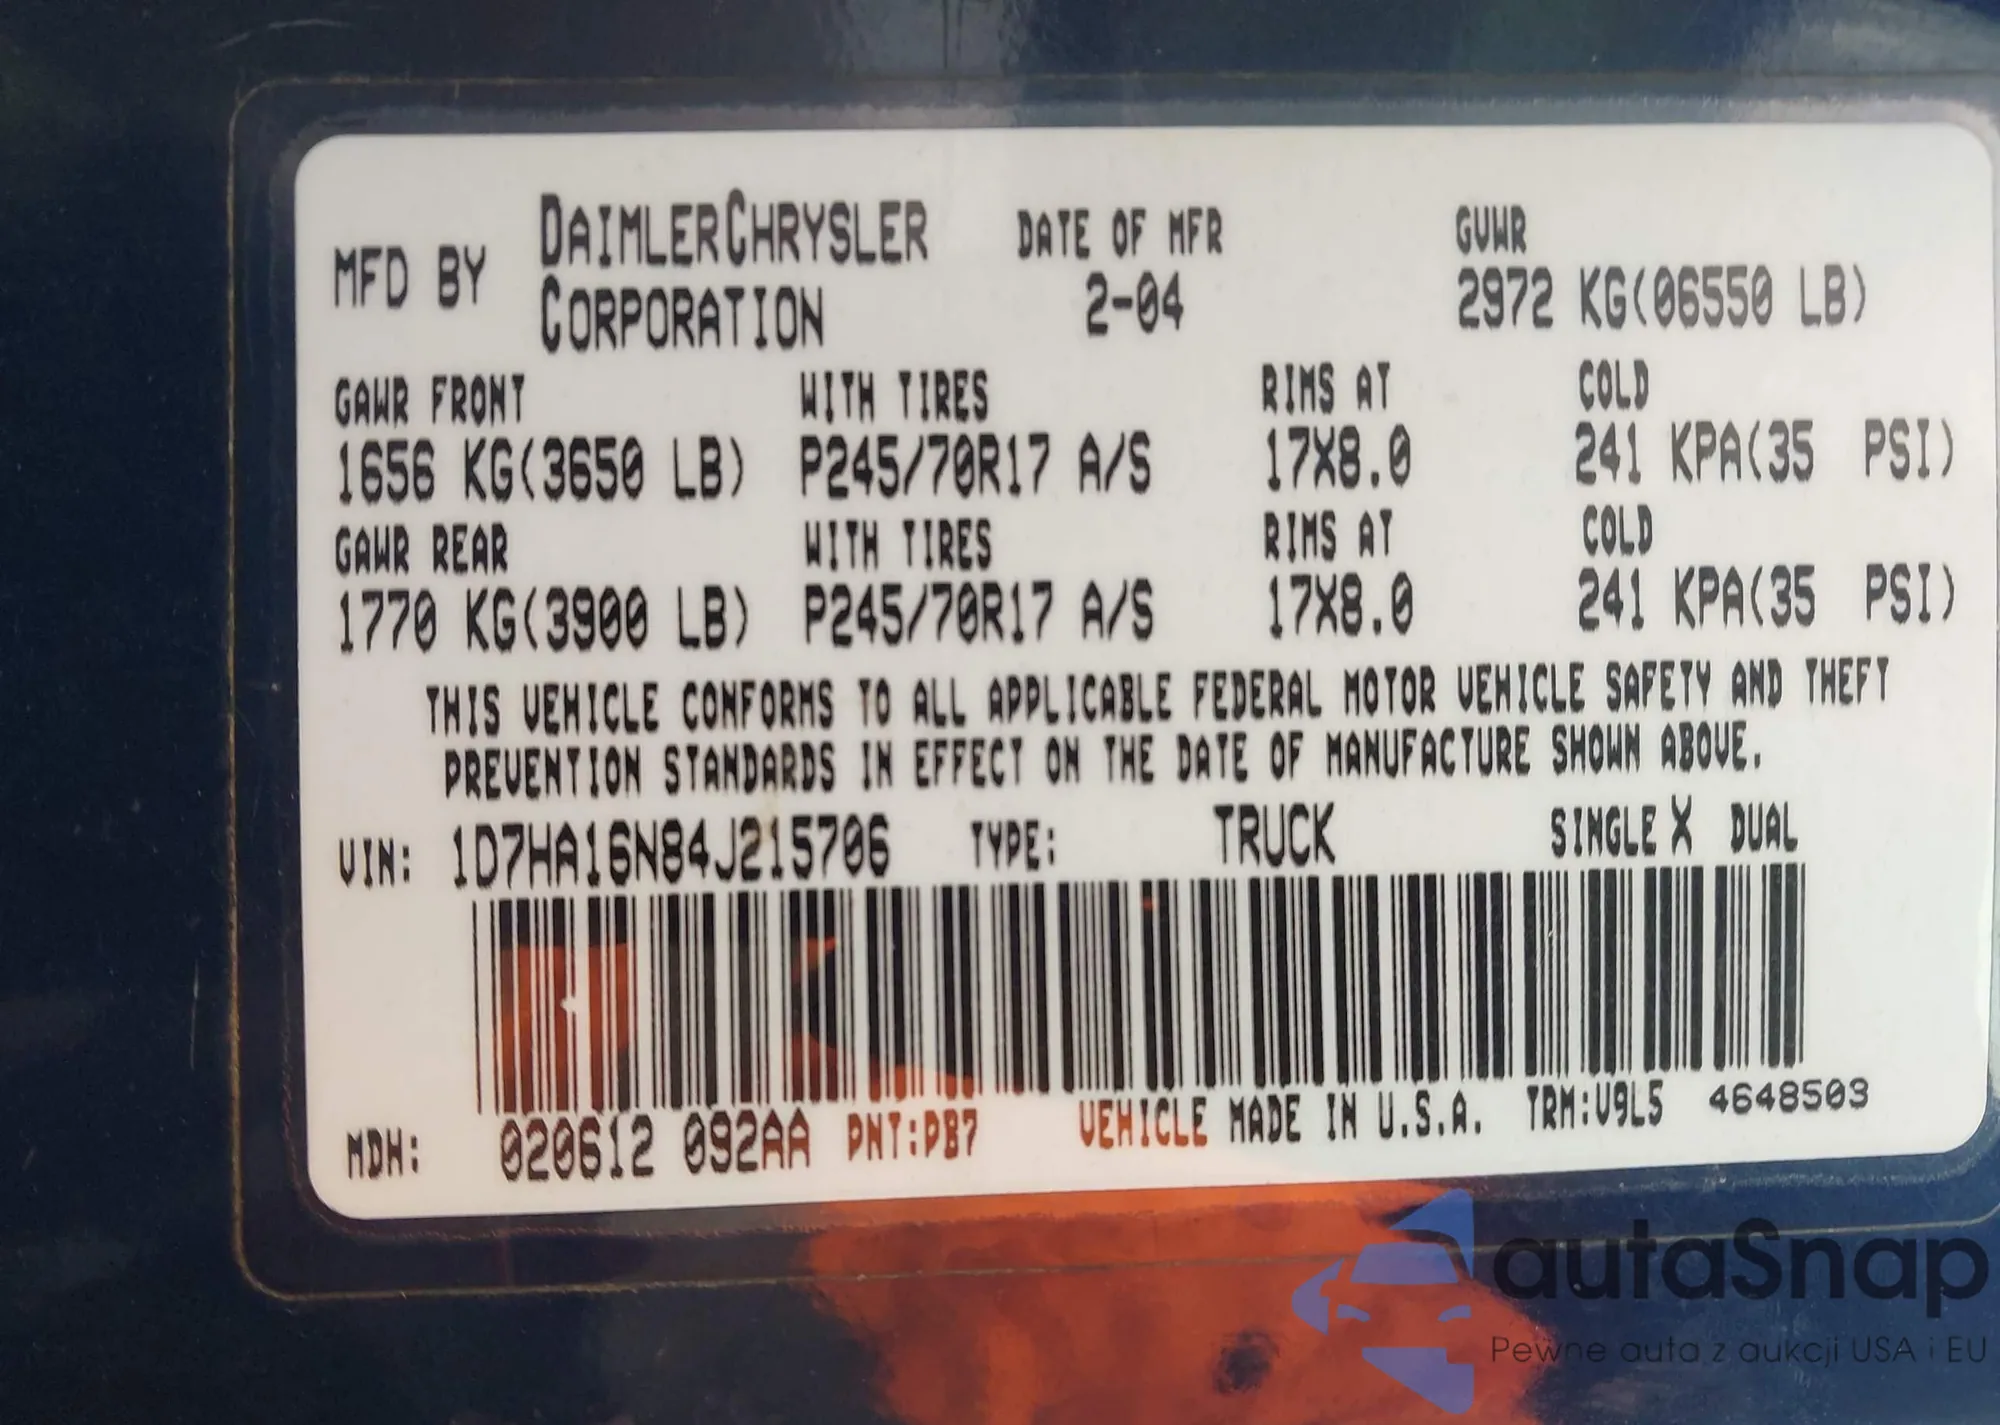 MFD BY DAIMLERCHRYSLER CORPORATION DATE OF MFR 2-04 GVWR 2972 KG(06550 LB)
GAWR FRONT WITH TIRES RIMS AT COLD
1656 KG(3650 LB) P245/70R17 A/S 17X8.0 241 KPA(35 PSI)
GAWR REAR WITH TIRES RIMS AT COLD
1770 KG(3900 LB) P245/70R17 A/S 17X8.0 241 KPA(35 PSI)
THIS VEHICLE CONFORMS TO ALL APPLICABLE FEDERAL MOTOR VEHICLE SAFETY AND THEFT
PREVENTION STANDARDS IN EFFECT ON THE DATE OF MANUFACTURE SHOWN ABOVE.
VIN: 1D7HA16N84J215706 TYPE: TRUCK SINGLE X DUAL
MDH: 020612 092AA PNT:PB7 VEHICLE MADE IN U.S.A. TRM:V9L5 4648503
autaSnap
Pewne auta z aukcji USA i EU